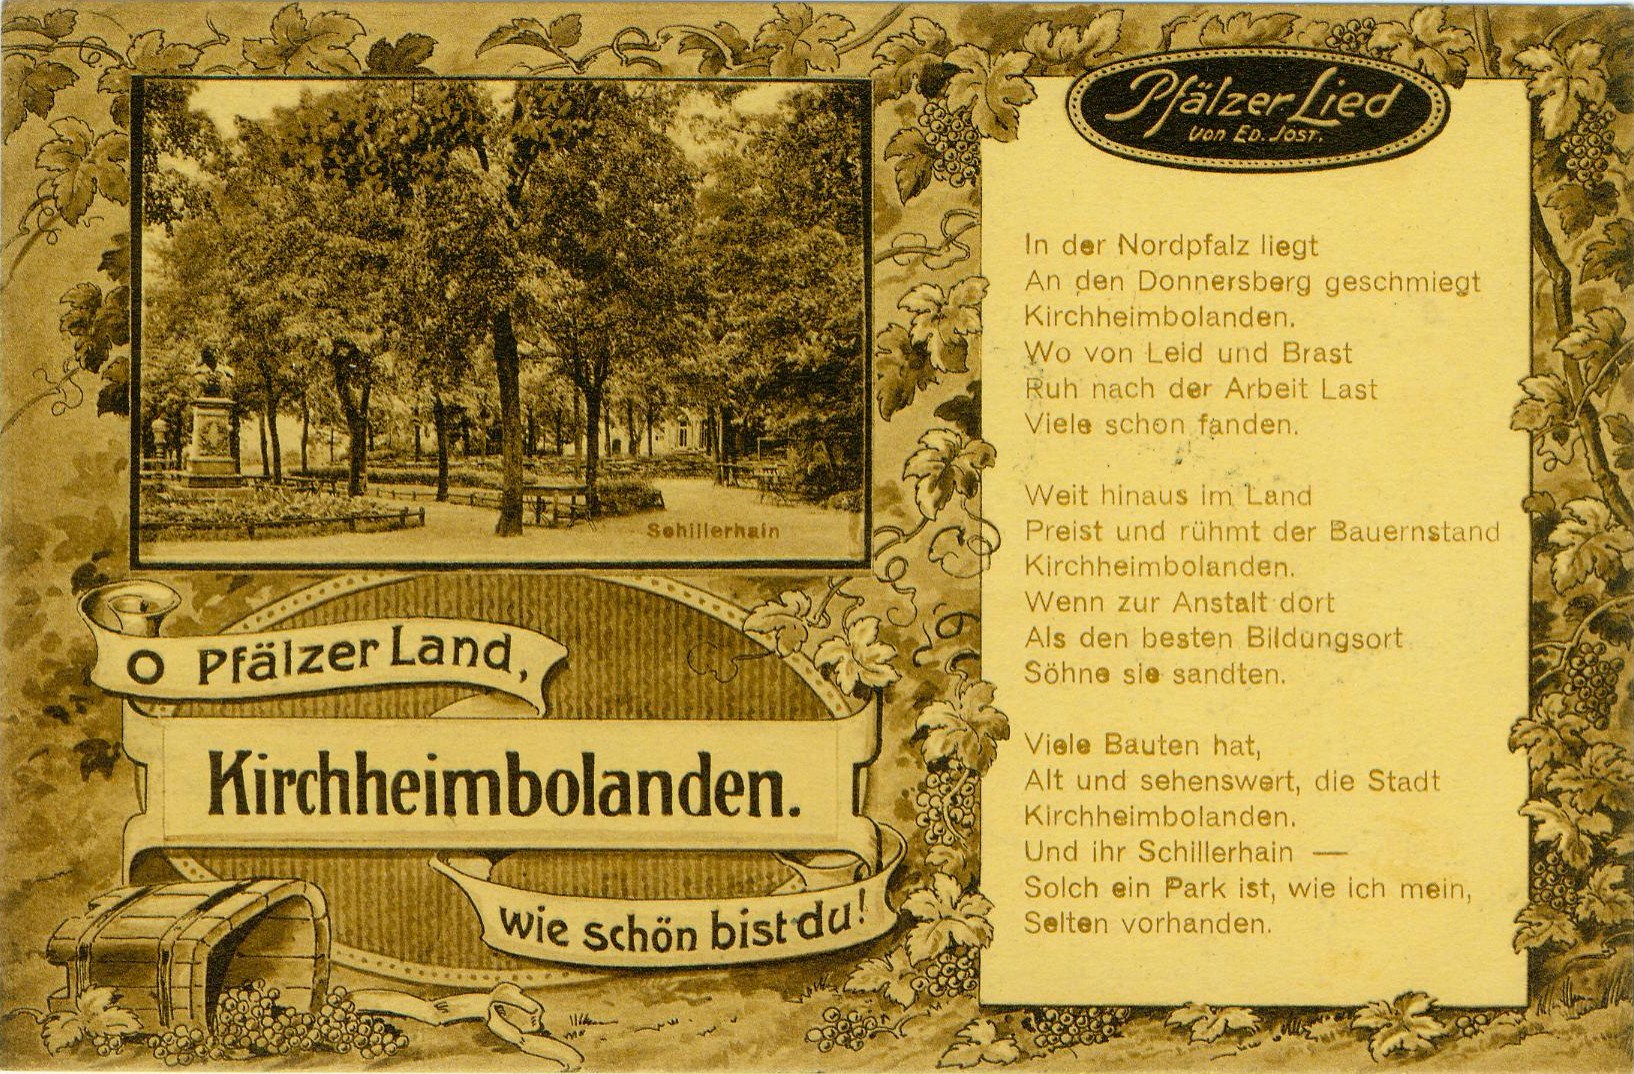 Schillerhain
O Pfälzer Land,
Kirchheimbolanden.
wie schön bist du!
Pfälzer Lied
von Ed. Jost.
In der Nordpfalz liegt
An den Donnersberg geschmiegt
Kirchheimbolanden.
Wo von Leid und Brast
Ruh nach der Arbeit Last
Viele schon fanden.
Weit hinaus im Land
Preist und rühmt der Bauernstand
Kirchheimbolanden.
Wenn zur Anstalt dort
Als den besten Bildungsort
Söhne sie sandten.
Viele Bauten hat,
Alt und sehenswert, die Stadt
Kirchheimbolanden.
Und ihr Schillerhain —
Solch ein Park ist, wie ich mein,
Selten vorhanden.